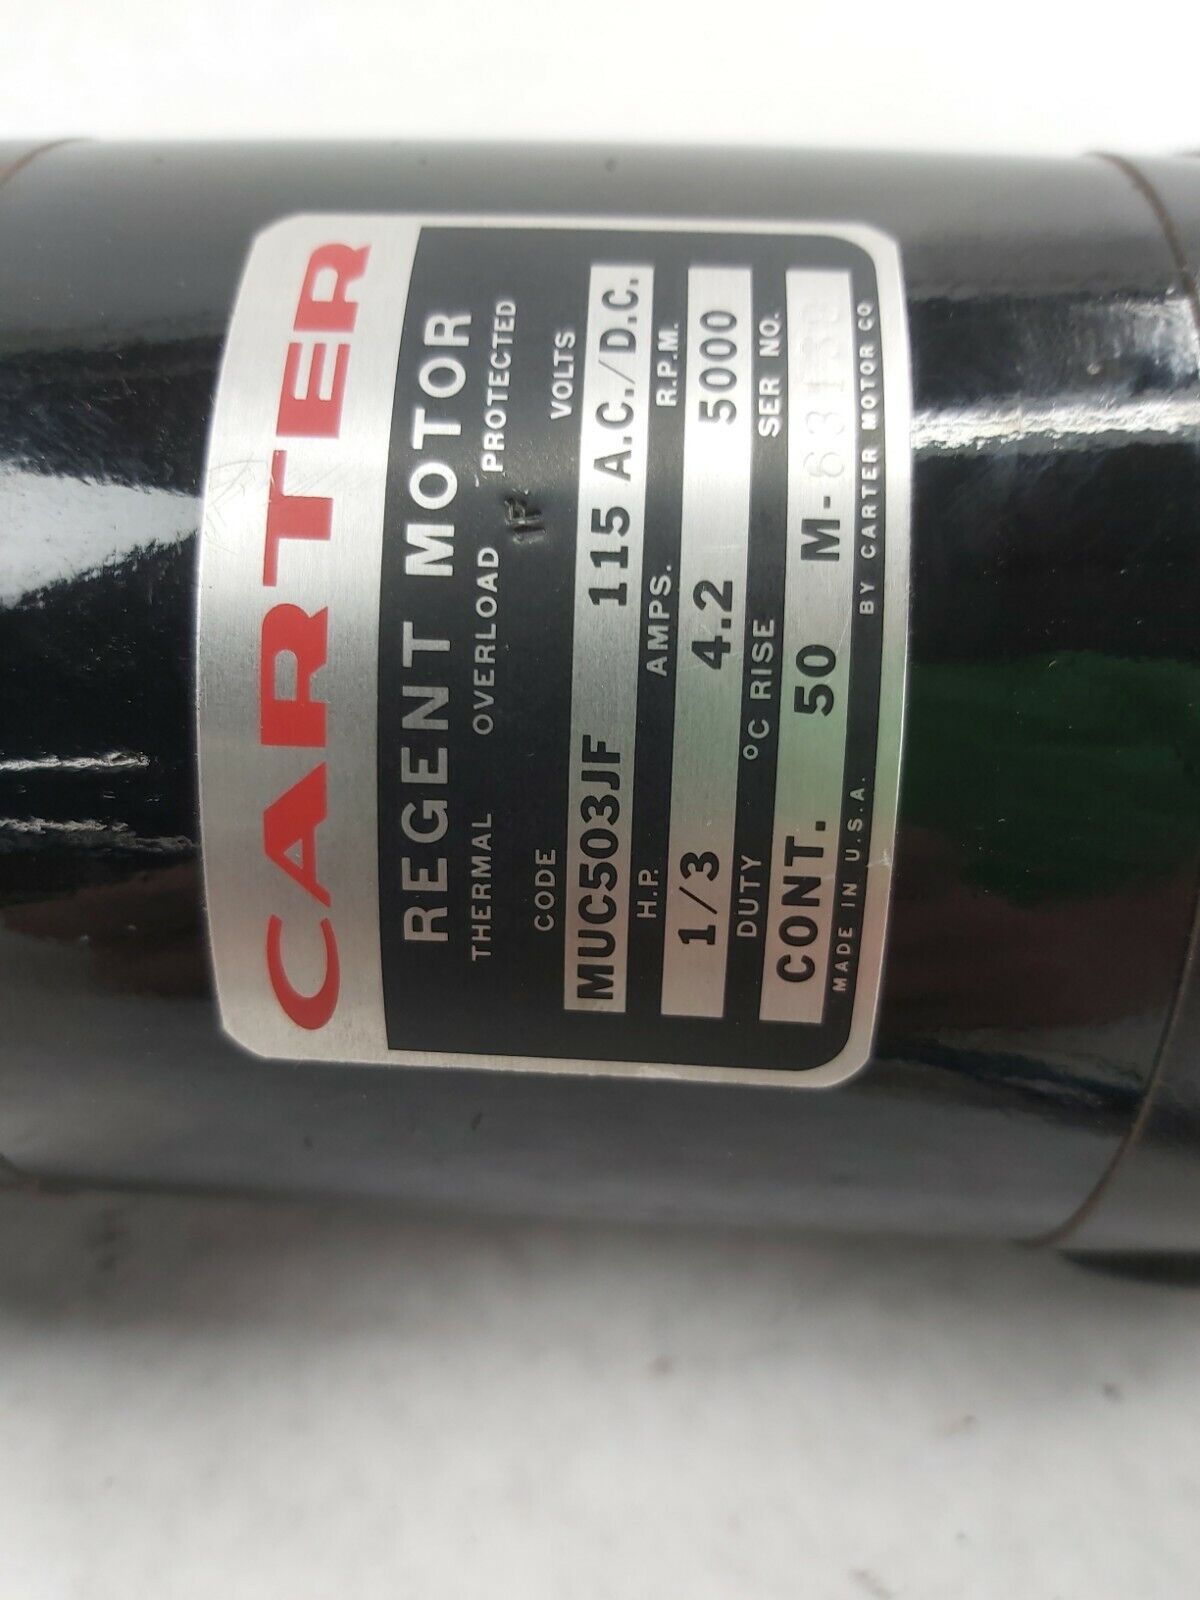 CARTER
REGENT MOTOR
THERMAL OVERLOAD PROTECTED
1F
CODE VOLTS
MUC503JF 115 A.C./D.C.
H.P. AMPS. R.P.M.
1/3 4.2 5000
DUTY °C RISE SER NO.
CONT. 50
MADE IN U.S.A. BY CARTER MOTOR CO